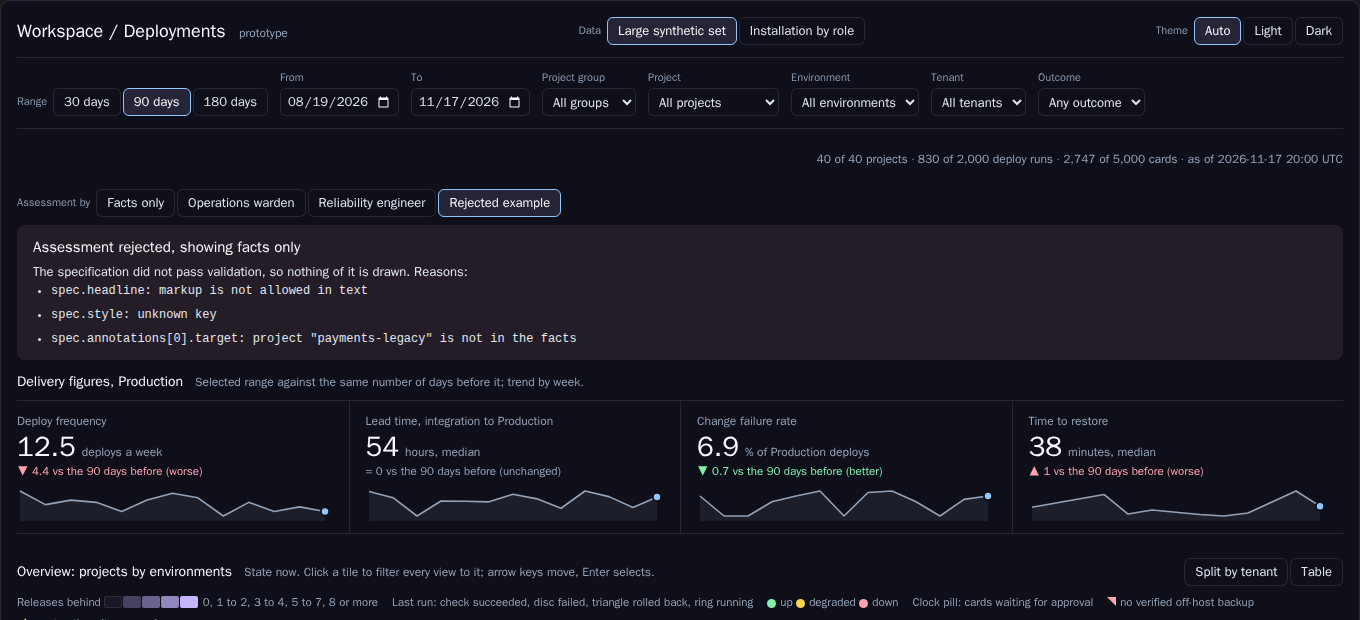 Workspace / Deployments prototype Data Large synthetic set Installation by role Theme Auto Light Dark
From To Project group Project Environment Tenant Outcome
Range 30 days 90 days 180 days 08/19/2026 11/17/2026 All groups All projects All environments All tenants Any outcome
40 of 40 projects · 830 of 2,000 deploy runs · 2,747 of 5,000 cards · as of 2026-11-17 20:00 UTC
Assessment by Facts only Operations warden Reliability engineer Rejected example
Assessment rejected, showing facts only
The specification did not pass validation, so nothing of it is drawn. Reasons:
• spec.headline: markup is not allowed in text
• spec.style: unknown key
• spec.annotations[0].target: project "payments-legacy" is not in the facts
Delivery figures, Production Selected range against the same number of days before it; trend by week.
Deploy frequency Lead time, integration to Production Change failure rate Time to restore
12.5 deploys a week 54 hours, median 6.9 % of Production deploys 38 minutes, median
▼ 4.4 vs the 90 days before (worse) = 0 vs the 90 days before (unchanged) ▼ 0.7 vs the 90 days before (better) ▲ 1 vs the 90 days before (worse)
Overview: projects by environments State now. Click a tile to filter every view to it; arrow keys move, Enter selects. Split by tenant Table
Releases behind 0, 1 to 2, 3 to 4, 5 to 7, 8 or more Last run: check succeeded, disc failed, triangle rolled back, ring running up degraded down Clock pill: cards waiting for approval no verified off-host backup